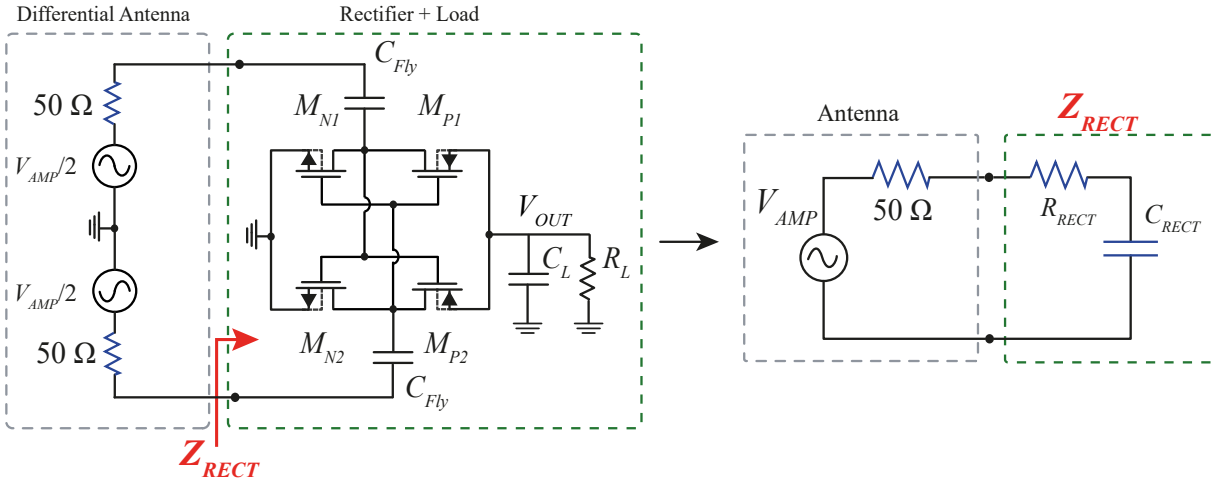 Differential Antenna
Rectifier + Load
C_Fly
50 Ω
M_N1
M_P1
V_AMP/2
V_OUT
C_L
R_L
V_AMP/2
50 Ω
M_N2
M_P2
C_Fly
Z_RECT
Antenna
Z_RECT
V_AMP
50 Ω
R_RECT
C_RECT